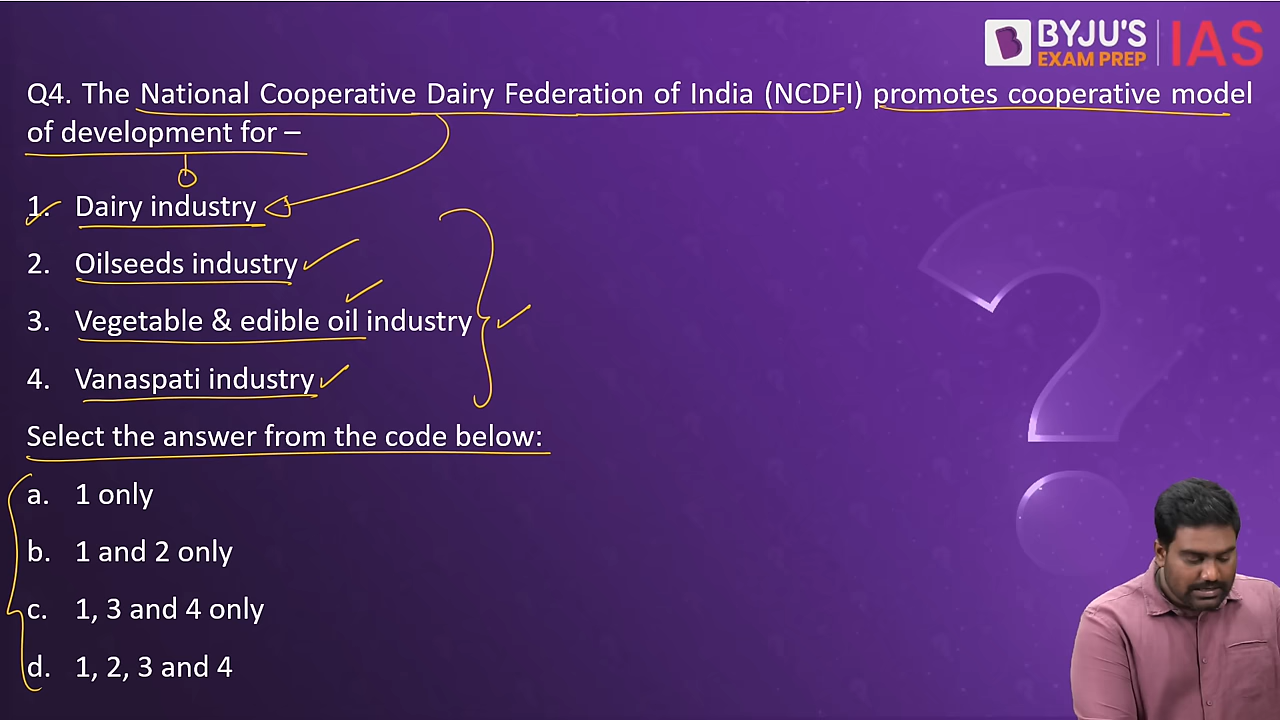 BYJU'S
EXAM PREP
IAS
Q4. The National Cooperative Dairy Federation of India (NCDFI) promotes cooperative model
of development for –
1. Dairy industry
2. Oilseeds industry
3. Vegetable & edible oil industry
4. Vanaspati industry
Select the answer from the code below:
a. 1 only
b. 1 and 2 only
c. 1, 3 and 4 only
d. 1, 2, 3 and 4